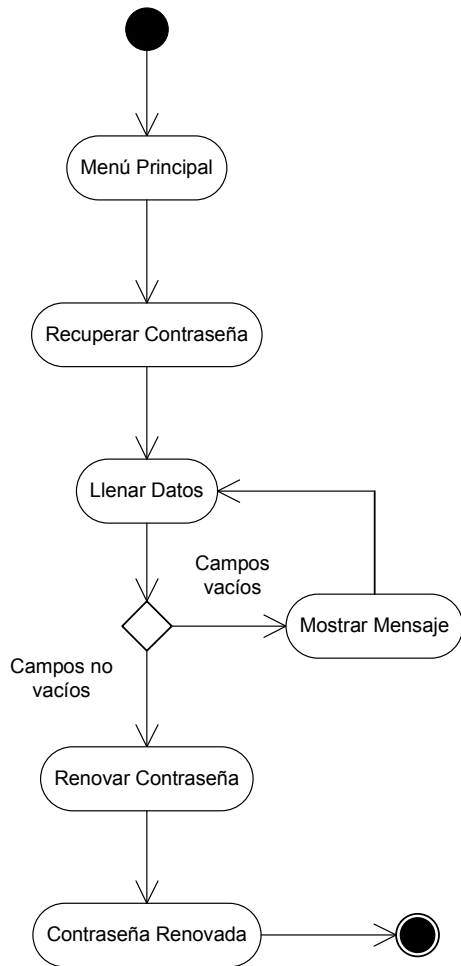 Menú Principal
Recuperar Contraseña
Llenar Datos
Campos
vacíos
Mostrar Mensaje
Campos no
vacíos
Renovar Contraseña
Contraseña Renovada